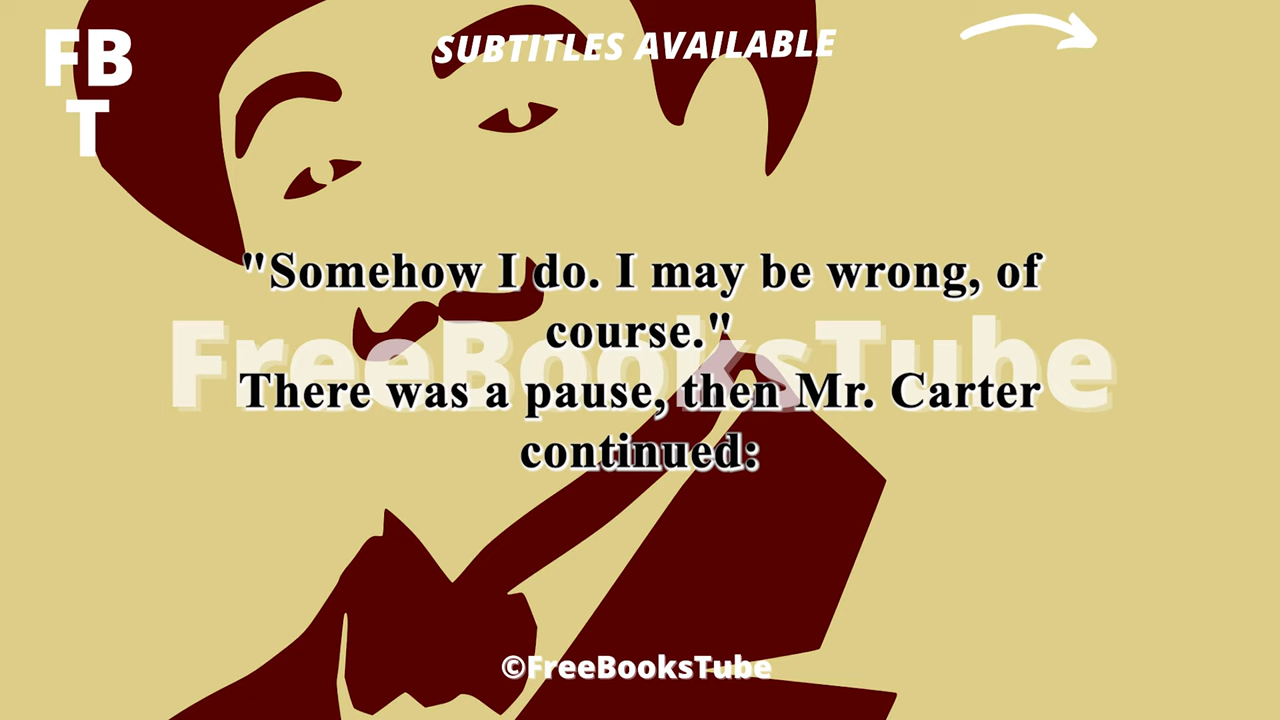 FB
T
SUBTITLES AVAILABLE
"Somehow I do. I may be wrong, of
course."
FreeBooksTube
There was a pause, then Mr. Carter
continued:
©FreeBooksTube